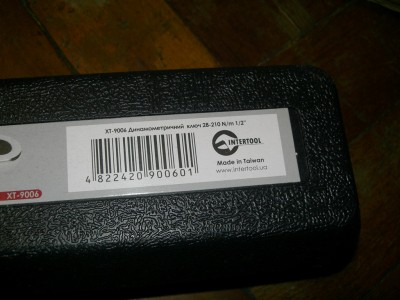 XT-9006 Динамометричний ключ 28-210 N/m 1/2"
INTERTOOL
4 822420 900601
Made in Taiwan
www.intertool.ua
XT-9006